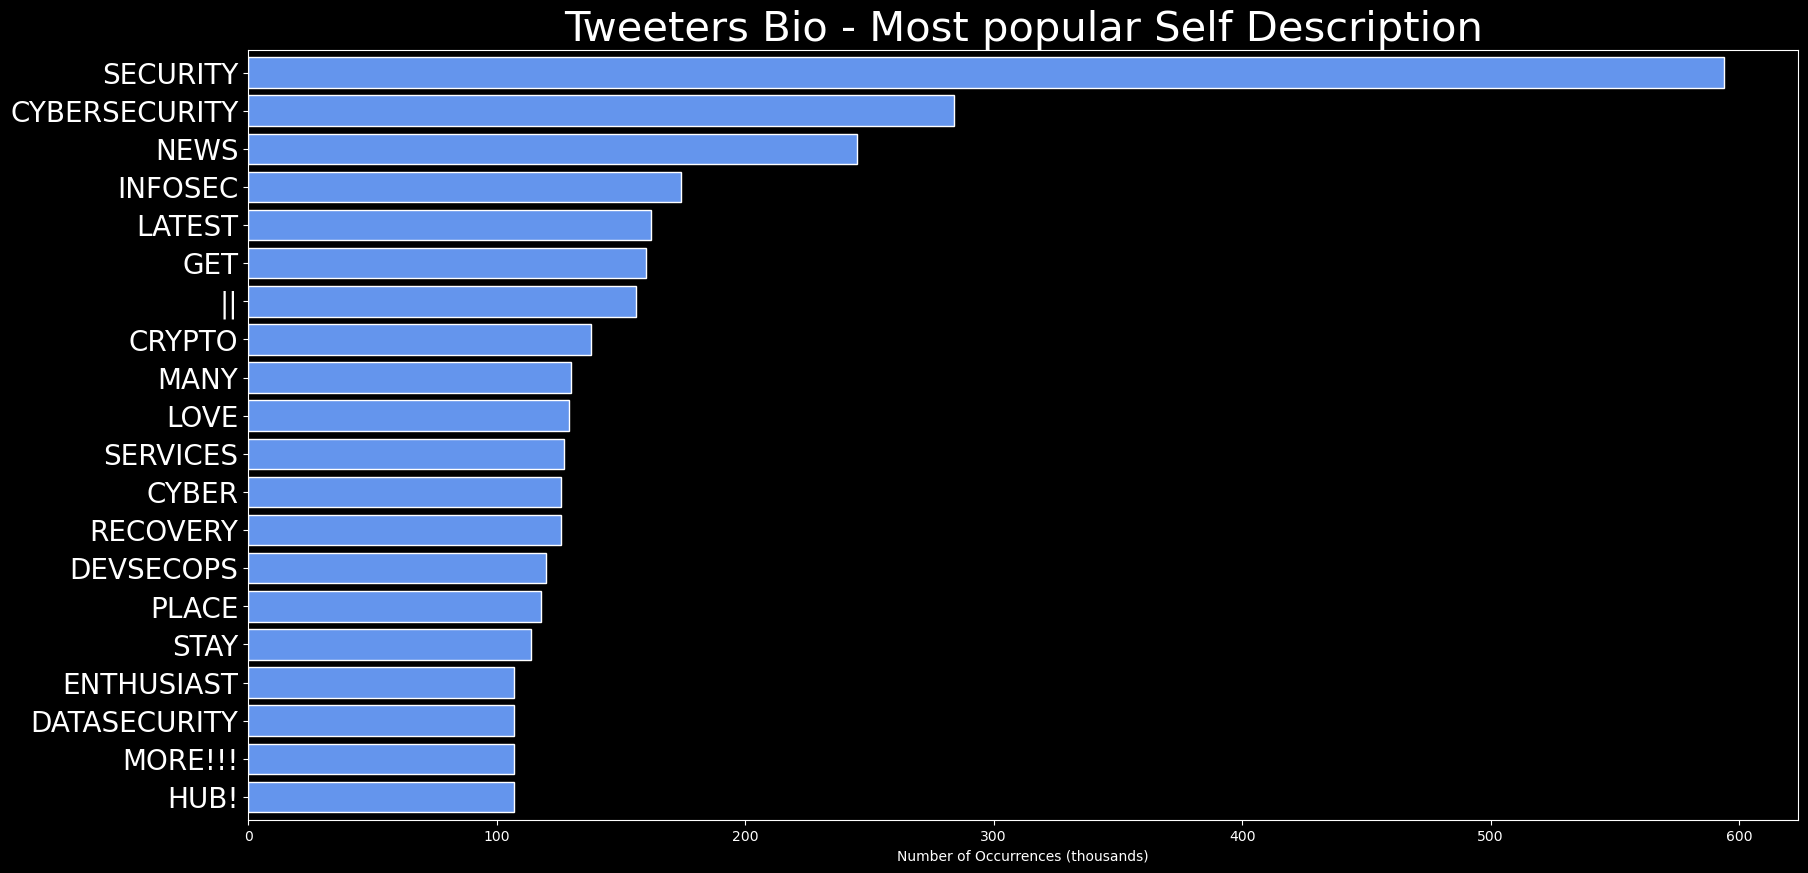 Tweeters Bio - Most popular Self Description
SECURITY
CYBERSECURITY
NEWS
INFOSEC
LATEST
GET
||
CRYPTO
MANY
LOVE
SERVICES
CYBER
RECOVERY
DEVSECOPS
PLACE
STAY
ENTHUSIAST
DATASECURITY
MORE!!!
HUB!
0 100 200 300 400 500 600
Number of Occurrences (thousands)